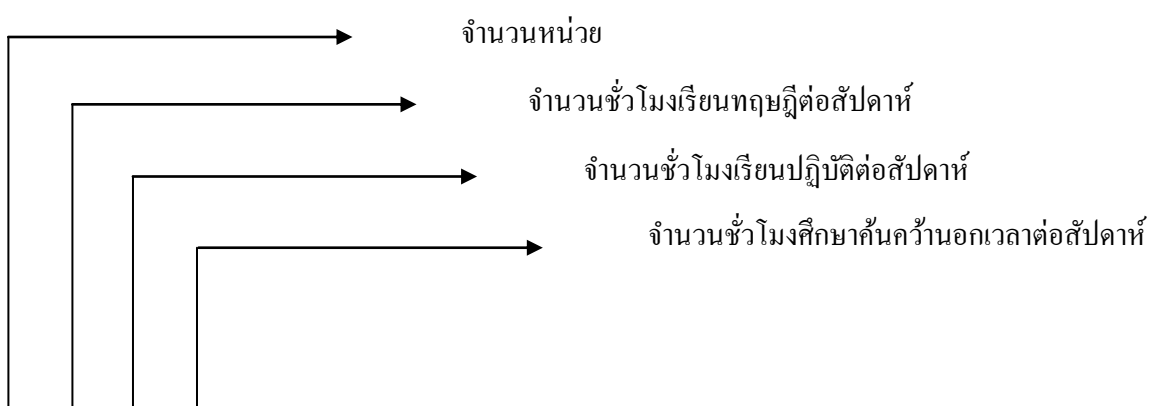 จำนวนหน่วย
จำนวนชั่วโมงเรียนทฤษฎีต่อสัปดาห์
จำนวนชั่วโมงเรียนปฏิบัติต่อสัปดาห์
จำนวนชั่วโมงศึกษาค้นคว้านอกเวลาต่อสัปดาห์